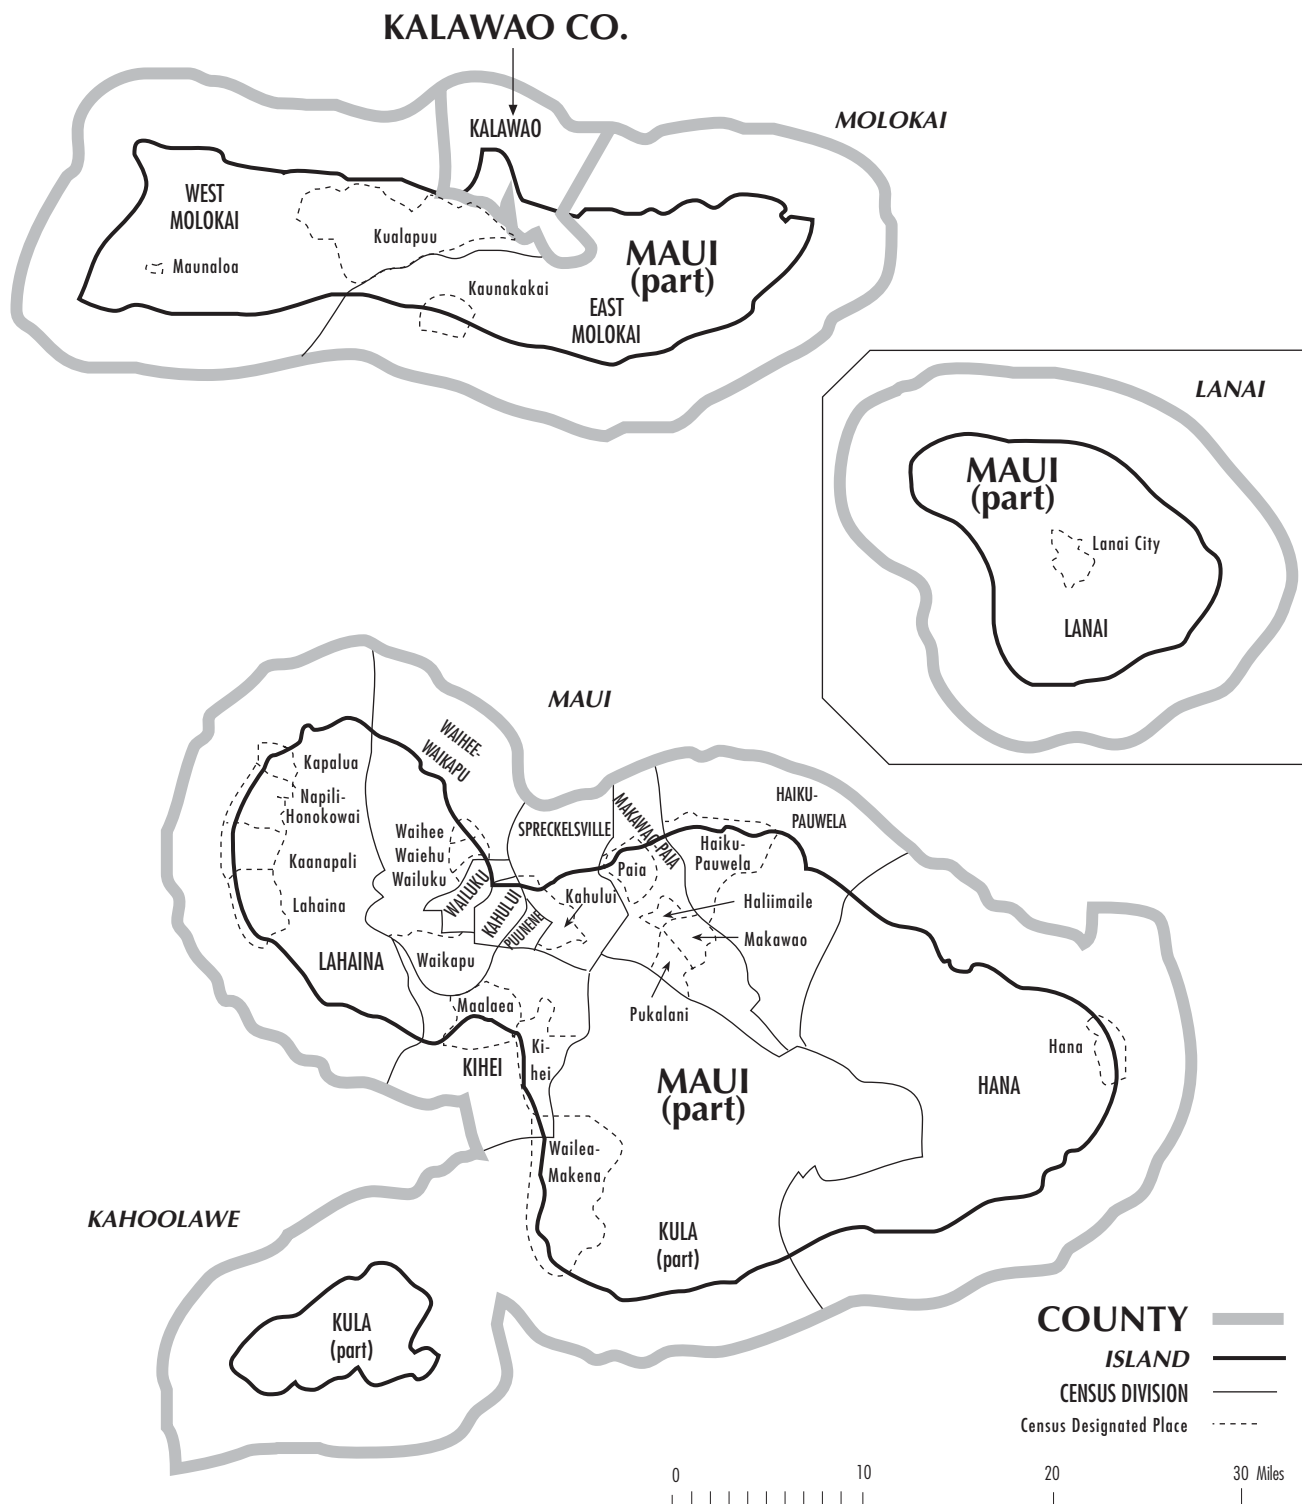 KALAWAO CO.
KALAWAO
MOLOKAI
WEST
MOLOKAI
Kualapuu
Maunaloa
MAUI
(part)
Kaunakakai
EAST
MOLOKAI
LANAI
MAUI
(part)
Lanai City
LANAI
MAUI
WAIHEE-
WAIKAPU
Kapalua
Napili-
Honokowai
Kaanapali
Lahaina
LAHAINA
Waihee
Waiehu
Wailuku
WAILUKU
KAHULUI
PUUNENE
SPRECKELSVILLE
Kahului
MAKAWAO-PAIA
Paia
HAIKU-
PAUWELA
Haiku-
Pauwela
Haliimaile
Makawao
Pukalani
Waikapu
Maalaea
KIHEI
Ki-
hei
MAUI
(part)
Hana
HANA
Wailea-
Makena
KULA
(part)
KAHOOLAWE
KULA
(part)
COUNTY
ISLAND
CENSUS DIVISION
Census Designated Place
0 10 20 30 Miles